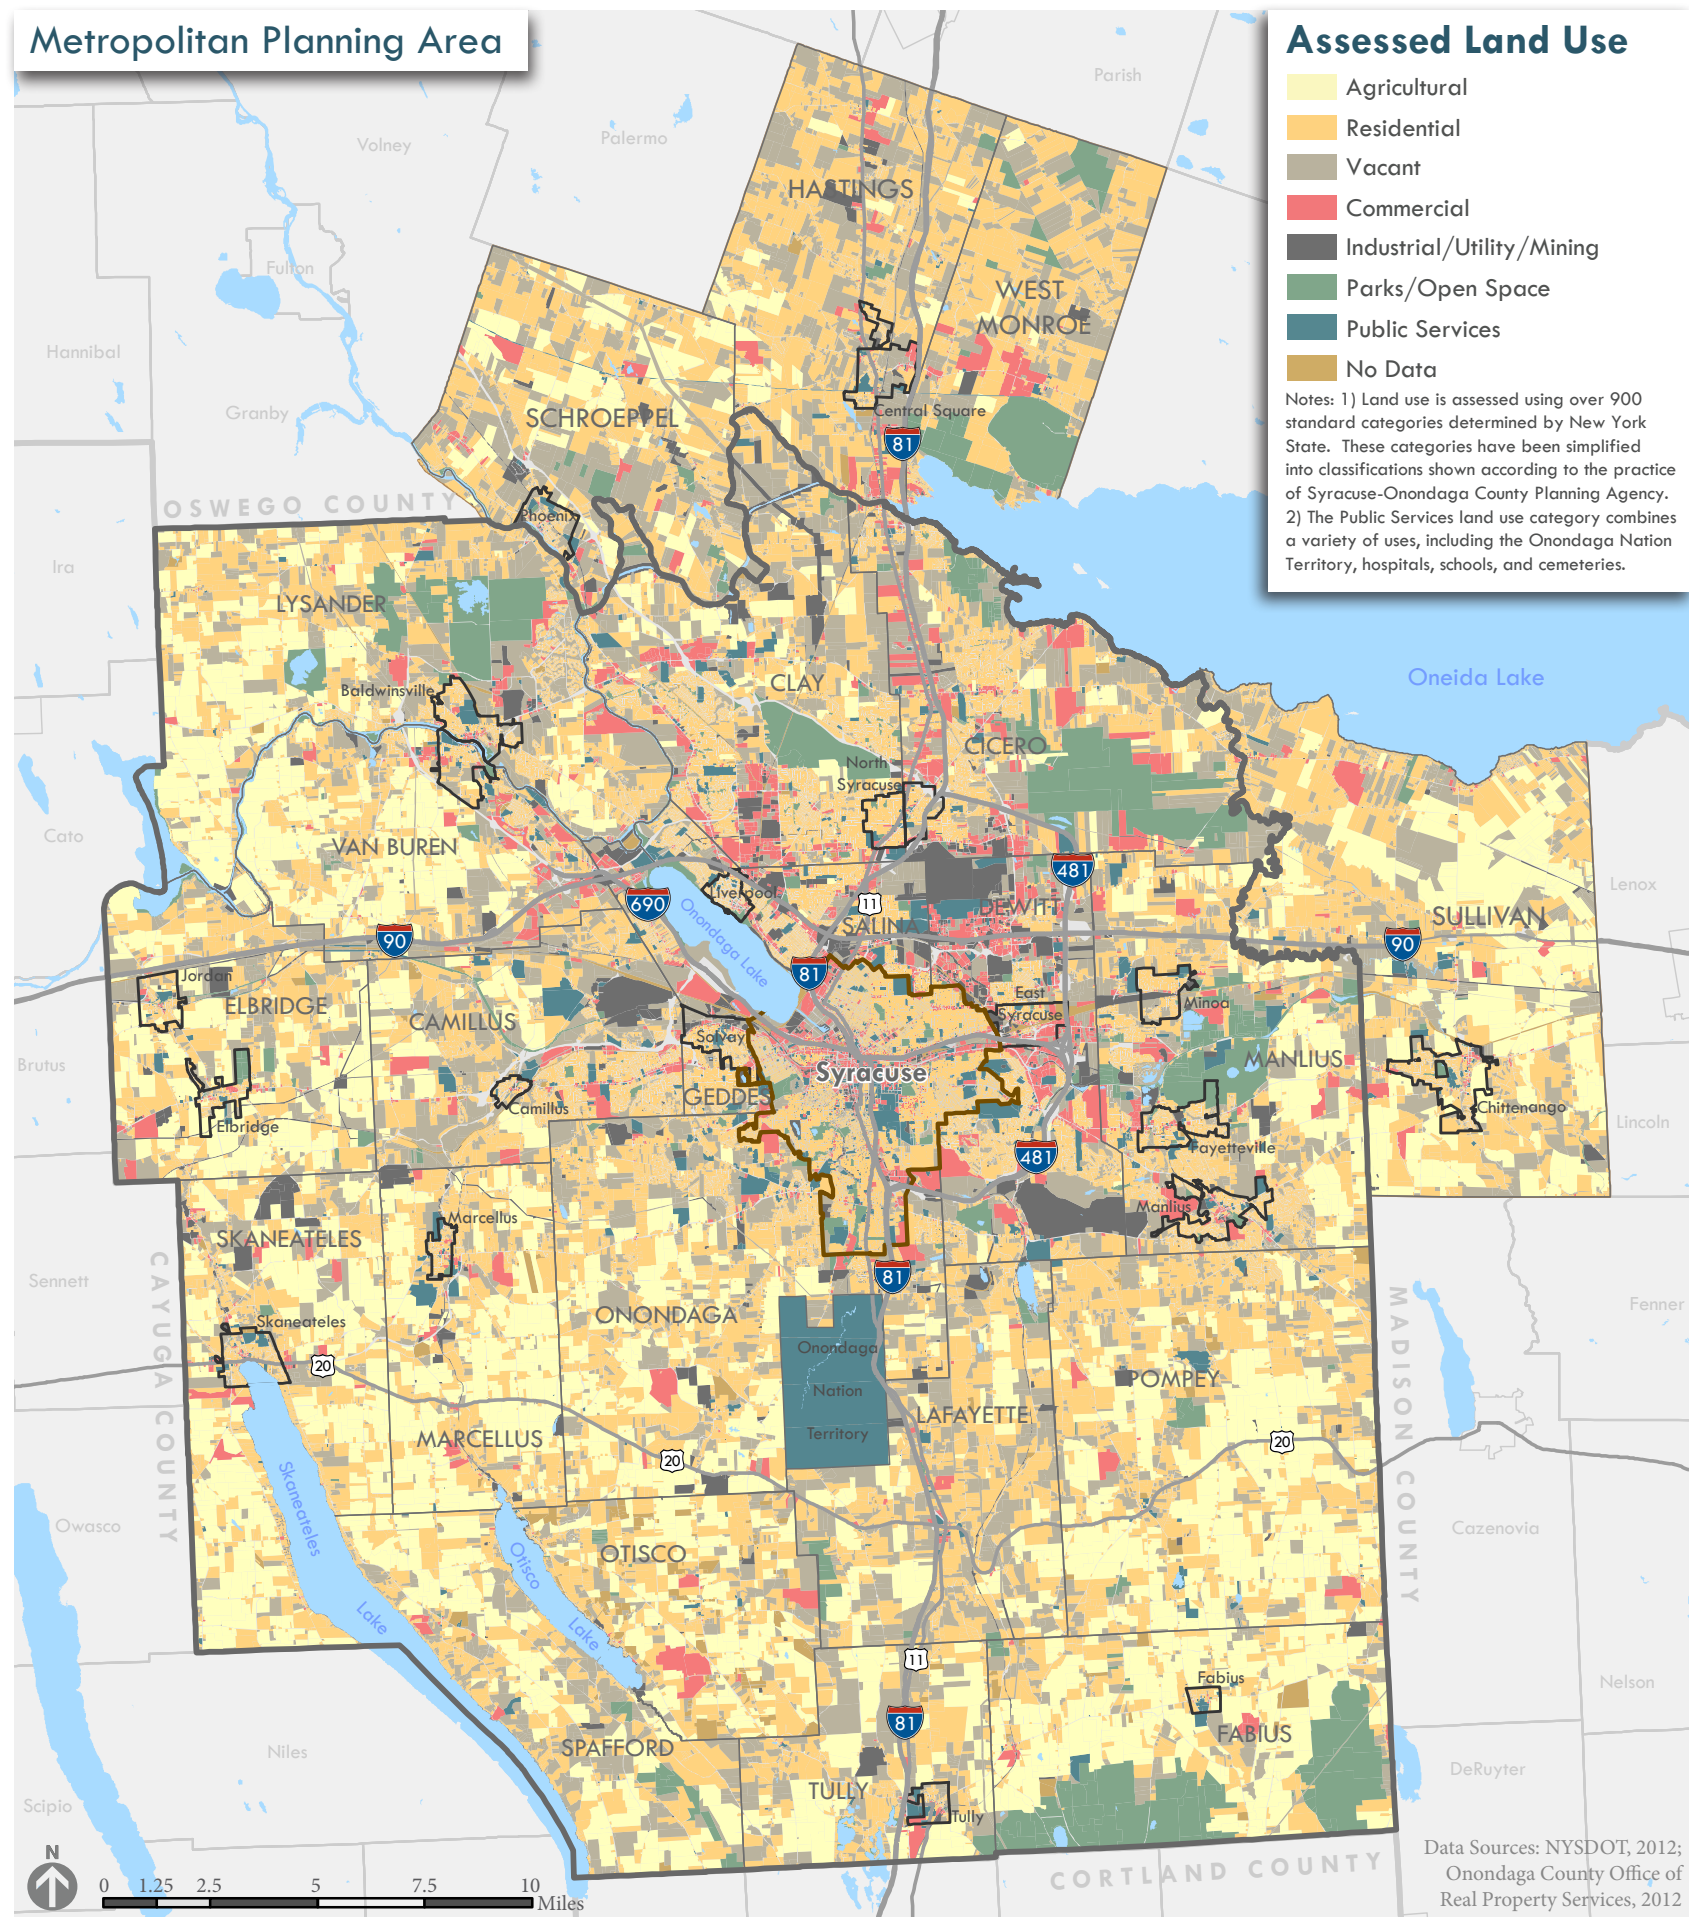 Metropolitan Planning Area
Assessed Land Use
Agricultural
Residential
Vacant
Commercial
Industrial/Utility/Mining
Parks/Open Space
Public Services
No Data
Notes: 1) Land use is assessed using over 900
standard categories determined by New York
State. These categories have been simplified
into classifications shown according to the practice
of Syracuse-Onondaga County Planning Agency.
2) The Public Services land use category combines
a variety of uses, including the Onondaga Nation
Territory, hospitals, schools, and cemeteries.
Parish
Palermo
Volney
HASTINGS
Fulton
WEST
MONROE
Hannibal
Granby
SCHROEPPEL
Central Square
81
OSWEGO COUNTY
Phoenix
Ira
LYSANDER
Oneida Lake
Baldwinsville
CLAY
CICERO
North
Syracuse
Cato
VAN BUREN
481
Lenox
Liverpool
690
11
DEWITT
SALINA
SULLIVAN
Onondaga Lake
90
90
81
Jordan
ELBRIDGE
CAMILLUS
East
Syracuse
Minoa
Solvay
Brutus
MANLIUS
Syracuse
GEDDES
Camillus
Chittenango
Elbridge
Lincoln
Fayetteville
481
Manlius
Marcellus
SKANEATELES
Sennett
81
CAYUGA COUNTY
MADISON COUNTY
Fenner
ONONDAGA
Skaneateles
Onondaga
Nation
Territory
20
POMPEY
LAFAYETTE
MARCELLUS
20
20
Skaneateles
Lake
Owasco
Cazenovia
Otisco
Lake
OTISCO
11
Fabius
Nelson
81
FABIUS
SPAFFORD
Niles
DeRuyter
TULLY
Tully
Scipio
CORTLAND COUNTY
N
0 1.25 2.5 5 7.5 10
Miles
Data Sources: NYSDOT, 2012;
Onondaga County Office of
Real Property Services, 2012